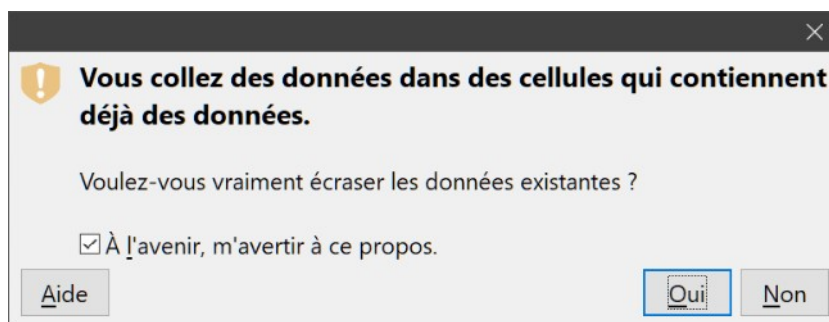 Vous collez des données dans des cellules qui contiennent
déjà des données.
Voulez-vous vraiment écraser les données existantes ?
À l'avenir, m'avertir à ce propos.
Aide
Oui
Non